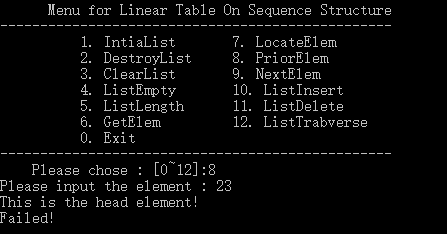 Menu for Linear Table On Sequence Structure
-------------------------------------------------
1. IntiaList 7. LocateElem
2. DestroyList 8. PriorElem
3. ClearList 9. NextElem
4. ListEmpty 10. ListInsert
5. ListLength 11. ListDelete
6. GetElem 12. ListTrabverse
0. Exit
-------------------------------------------------
Please chose : [0~12]:8
Please input the element : 23
This is the head element!
Failed!